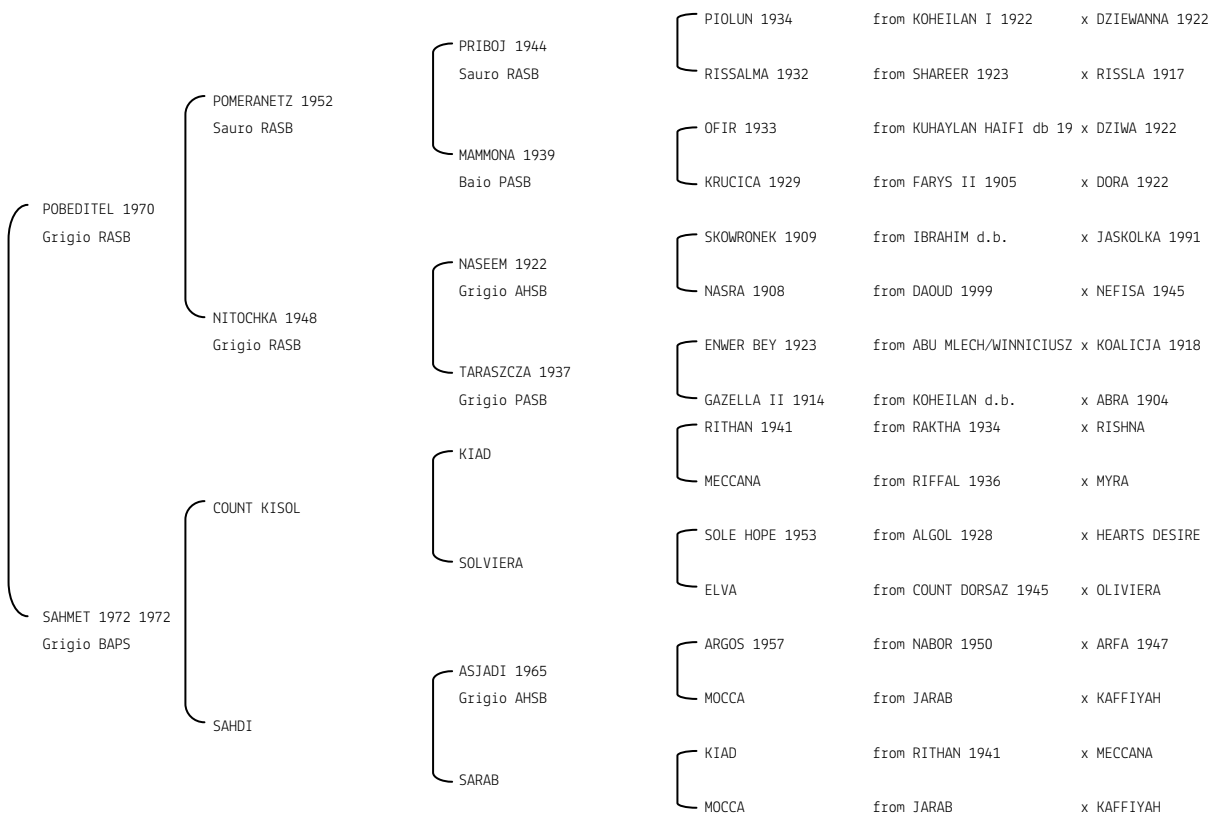 PIOLUN 1934 from KOHEILAN I 1922 x DZIEWANNA 1922
PRIBOJ 1944
Sauro RASB
RISSALMA 1932 from SHAREER 1923 x RISSLA 1917
POMERANETZ 1952
Sauro RASB
OFIR 1933 from KUHAYLAN HAIFI db 19 x DZIWA 1922
MAMMONA 1939
Baio PASB
KRUCICA 1929 from FARYS II 1905 x DORA 1922
POBEDITEL 1970
Grigio RASB
SKOWRONEK 1909 from IBRAHIM d.b. x JASKOLKA 1991
NASEEM 1922
Grigio AHSB
NASRA 1908 from DAOUD 1999 x NEFISA 1945
NITOCHKA 1948
Grigio RASB
ENWER BEY 1923 from ABU MLECH/WINNICIUSZ x KOALICJA 1918
TARASZCZA 1937
Grigio PASB
GAZELLA II 1914 from KOHEILAN d.b. x ABRA 1904
RITHAN 1941 from RAKTHA 1934 x RISHNA
KIAD
MECCANA from RIFFAL 1936 x MYRA
COUNT KISOL
SOLE HOPE 1953 from ALGOL 1928 x HEARTS DESIRE
SOLVIERA
ELVA from COUNT DORSAZ 1945 x OLIVIERA
SAHMET 1972 1972
Grigio BAPS
ARGOS 1957 from NABOR 1950 x ARFA 1947
ASJADI 1965
Grigio AHSB
MOCCA from JARAB x KAFFIYAH
SAHDI
KIAD from RITHAN 1941 x MECCANA
SARAB
MOCCA from JARAB x KAFFIYAH